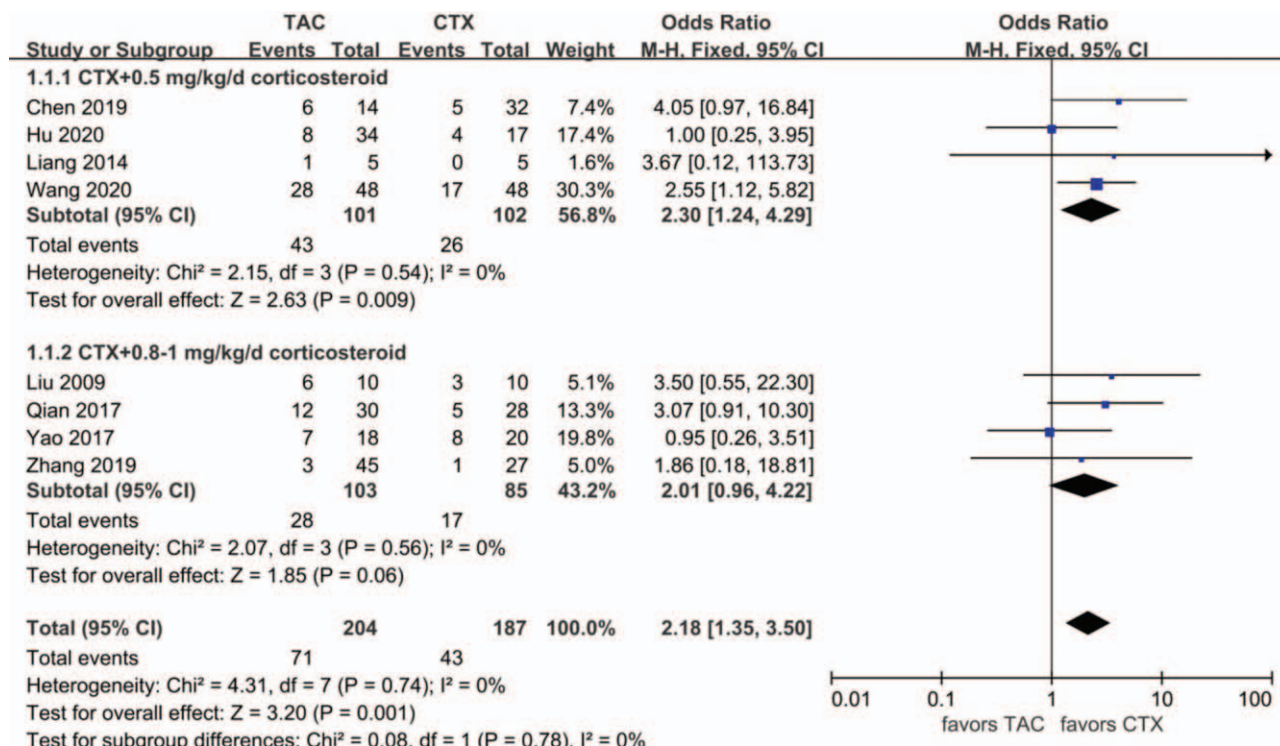 TAC CTX Odds Ratio Odds Ratio
Study or Subgroup Events Total Events Total Weight M-H, Fixed, 95% CI M-H, Fixed, 95% CI
1.1.1 CTX+0.5 mg/kg/d corticosteroid
Chen 2019 6 14 5 32 7.4% 4.05 [0.97, 16.84]
Hu 2020 8 34 4 17 17.4% 1.00 [0.25, 3.95]
Liang 2014 1 5 0 5 1.6% 3.67 [0.12, 113.73]
Wang 2020 28 48 17 48 30.3% 2.55 [1.12, 5.82]
Subtotal (95% CI) 101 102 56.8% 2.30 [1.24, 4.29]
Total events 43 26
Heterogeneity: Chi² = 2.15, df = 3 (P = 0.54); I² = 0%
Test for overall effect: Z = 2.63 (P = 0.009)
1.1.2 CTX+0.8-1 mg/kg/d corticosteroid
Liu 2009 6 10 3 10 5.1% 3.50 [0.55, 22.30]
Qian 2017 12 30 5 28 13.3% 3.07 [0.91, 10.30]
Yao 2017 7 18 8 20 19.8% 0.95 [0.26, 3.51]
Zhang 2019 3 45 1 27 5.0% 1.86 [0.18, 18.81]
Subtotal (95% CI) 103 85 43.2% 2.01 [0.96, 4.22]
Total events 28 17
Heterogeneity: Chi² = 2.07, df = 3 (P = 0.56); I² = 0%
Test for overall effect: Z = 1.85 (P = 0.06)
Total (95% CI) 204 187 100.0% 2.18 [1.35, 3.50]
Total events 71 43
Heterogeneity: Chi² = 4.31, df = 7 (P = 0.74); I² = 0%
Test for overall effect: Z = 3.20 (P = 0.001)
Test for subgroup differences: Chi² = 0.08, df = 1 (P = 0.78), I² = 0%
0.01 0.1 1 10 100
favors TAC favors CTX